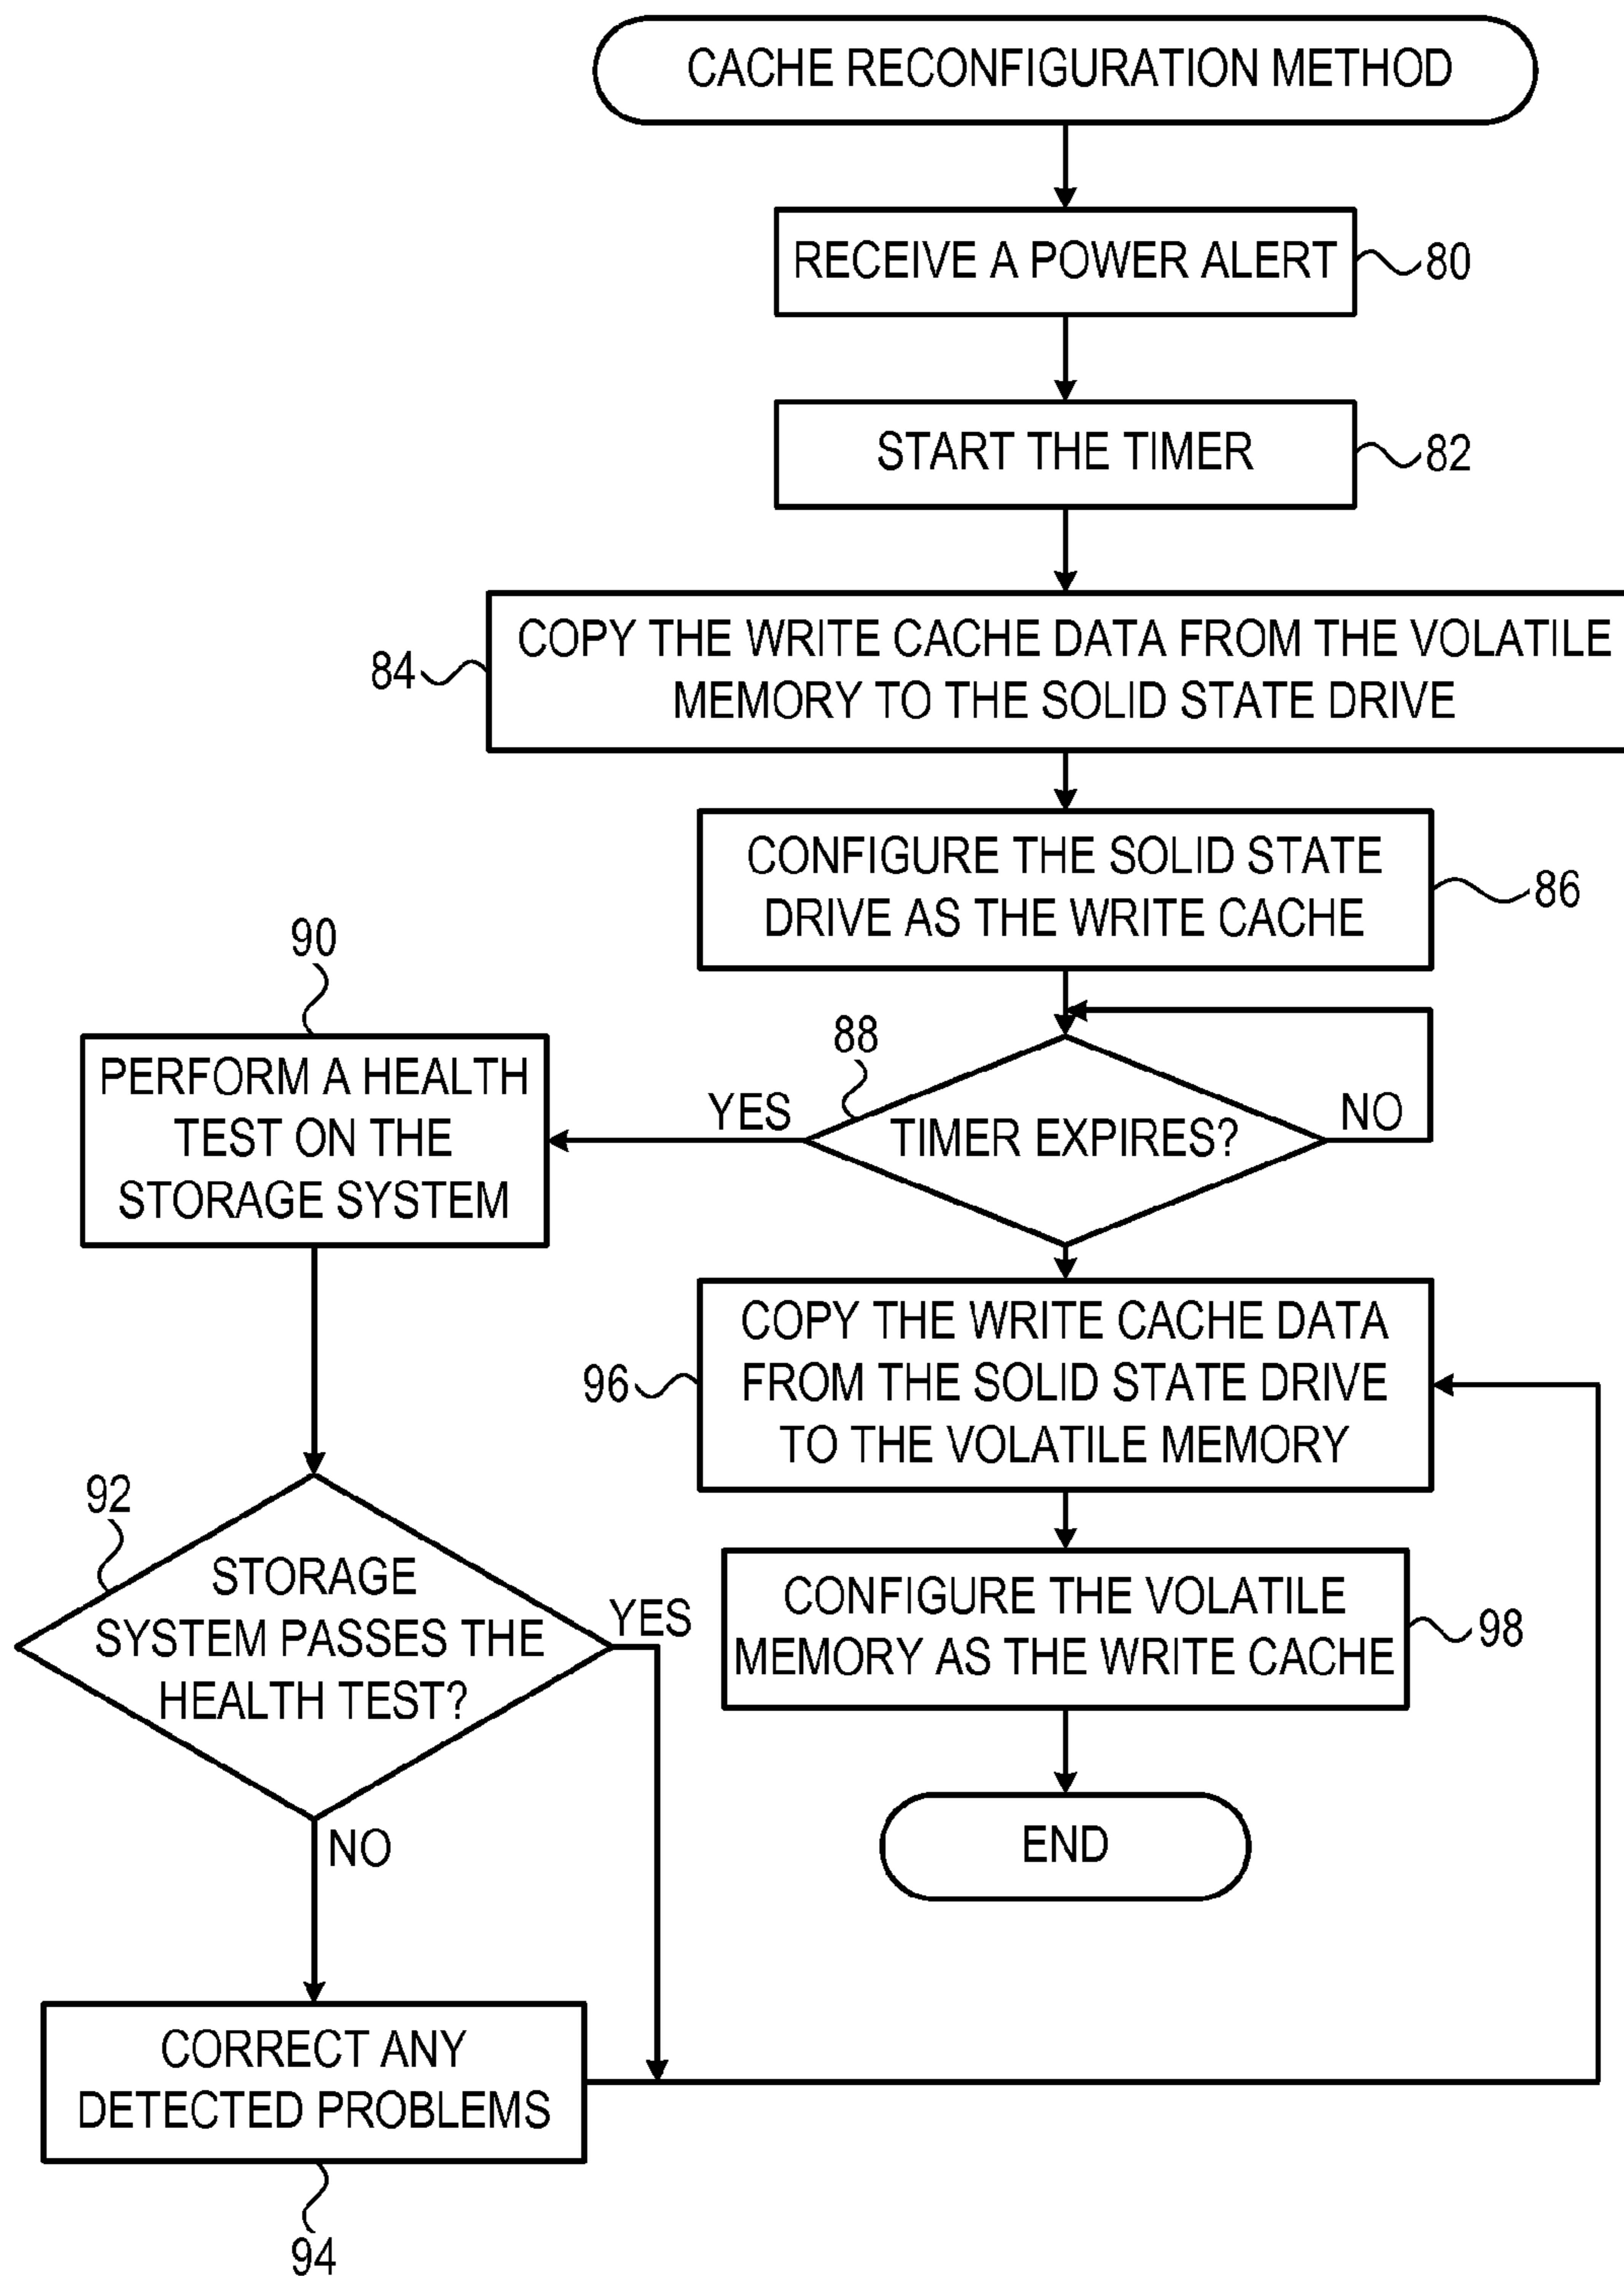 CACHE RECONFIGURATION METHOD
RECEIVE A POWER ALERT
80
START THE TIMER
82
COPY THE WRITE CACHE DATA FROM THE VOLATILE
MEMORY TO THE SOLID STATE DRIVE
84
CONFIGURE THE SOLID STATE
DRIVE AS THE WRITE CACHE
86
88
TIMER EXPIRES?
YES
NO
90
PERFORM A HEALTH
TEST ON THE
STORAGE SYSTEM
92
STORAGE
SYSTEM PASSES THE
HEALTH TEST?
YES
NO
CORRECT ANY
DETECTED PROBLEMS
94
96
COPY THE WRITE CACHE DATA
FROM THE SOLID STATE DRIVE
TO THE VOLATILE MEMORY
CONFIGURE THE VOLATILE
MEMORY AS THE WRITE CACHE
98
END